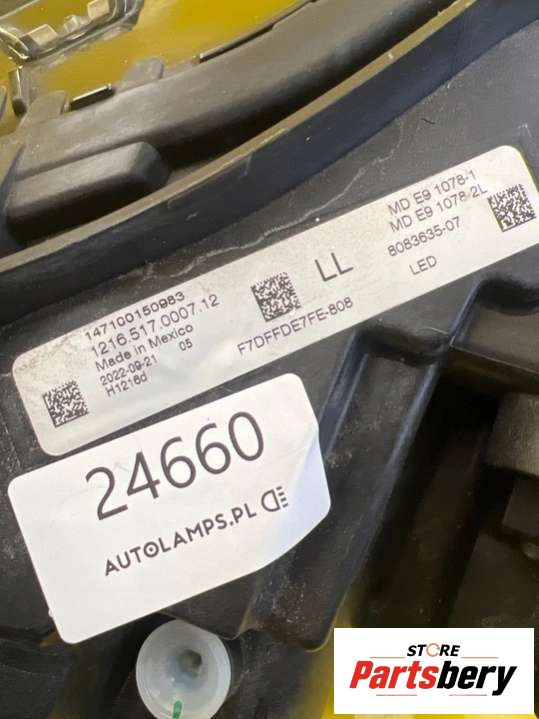 147100150983
1216.517.0007.12
Made in Mexico
2022-09-21 05
H1216d
F7DFFDE7FE-808
LL
MD E9 1078-1
MD E9 1078-2L
8083635-07
LED
24660
AUTOLAMPS.PL
STORE
Partsbery